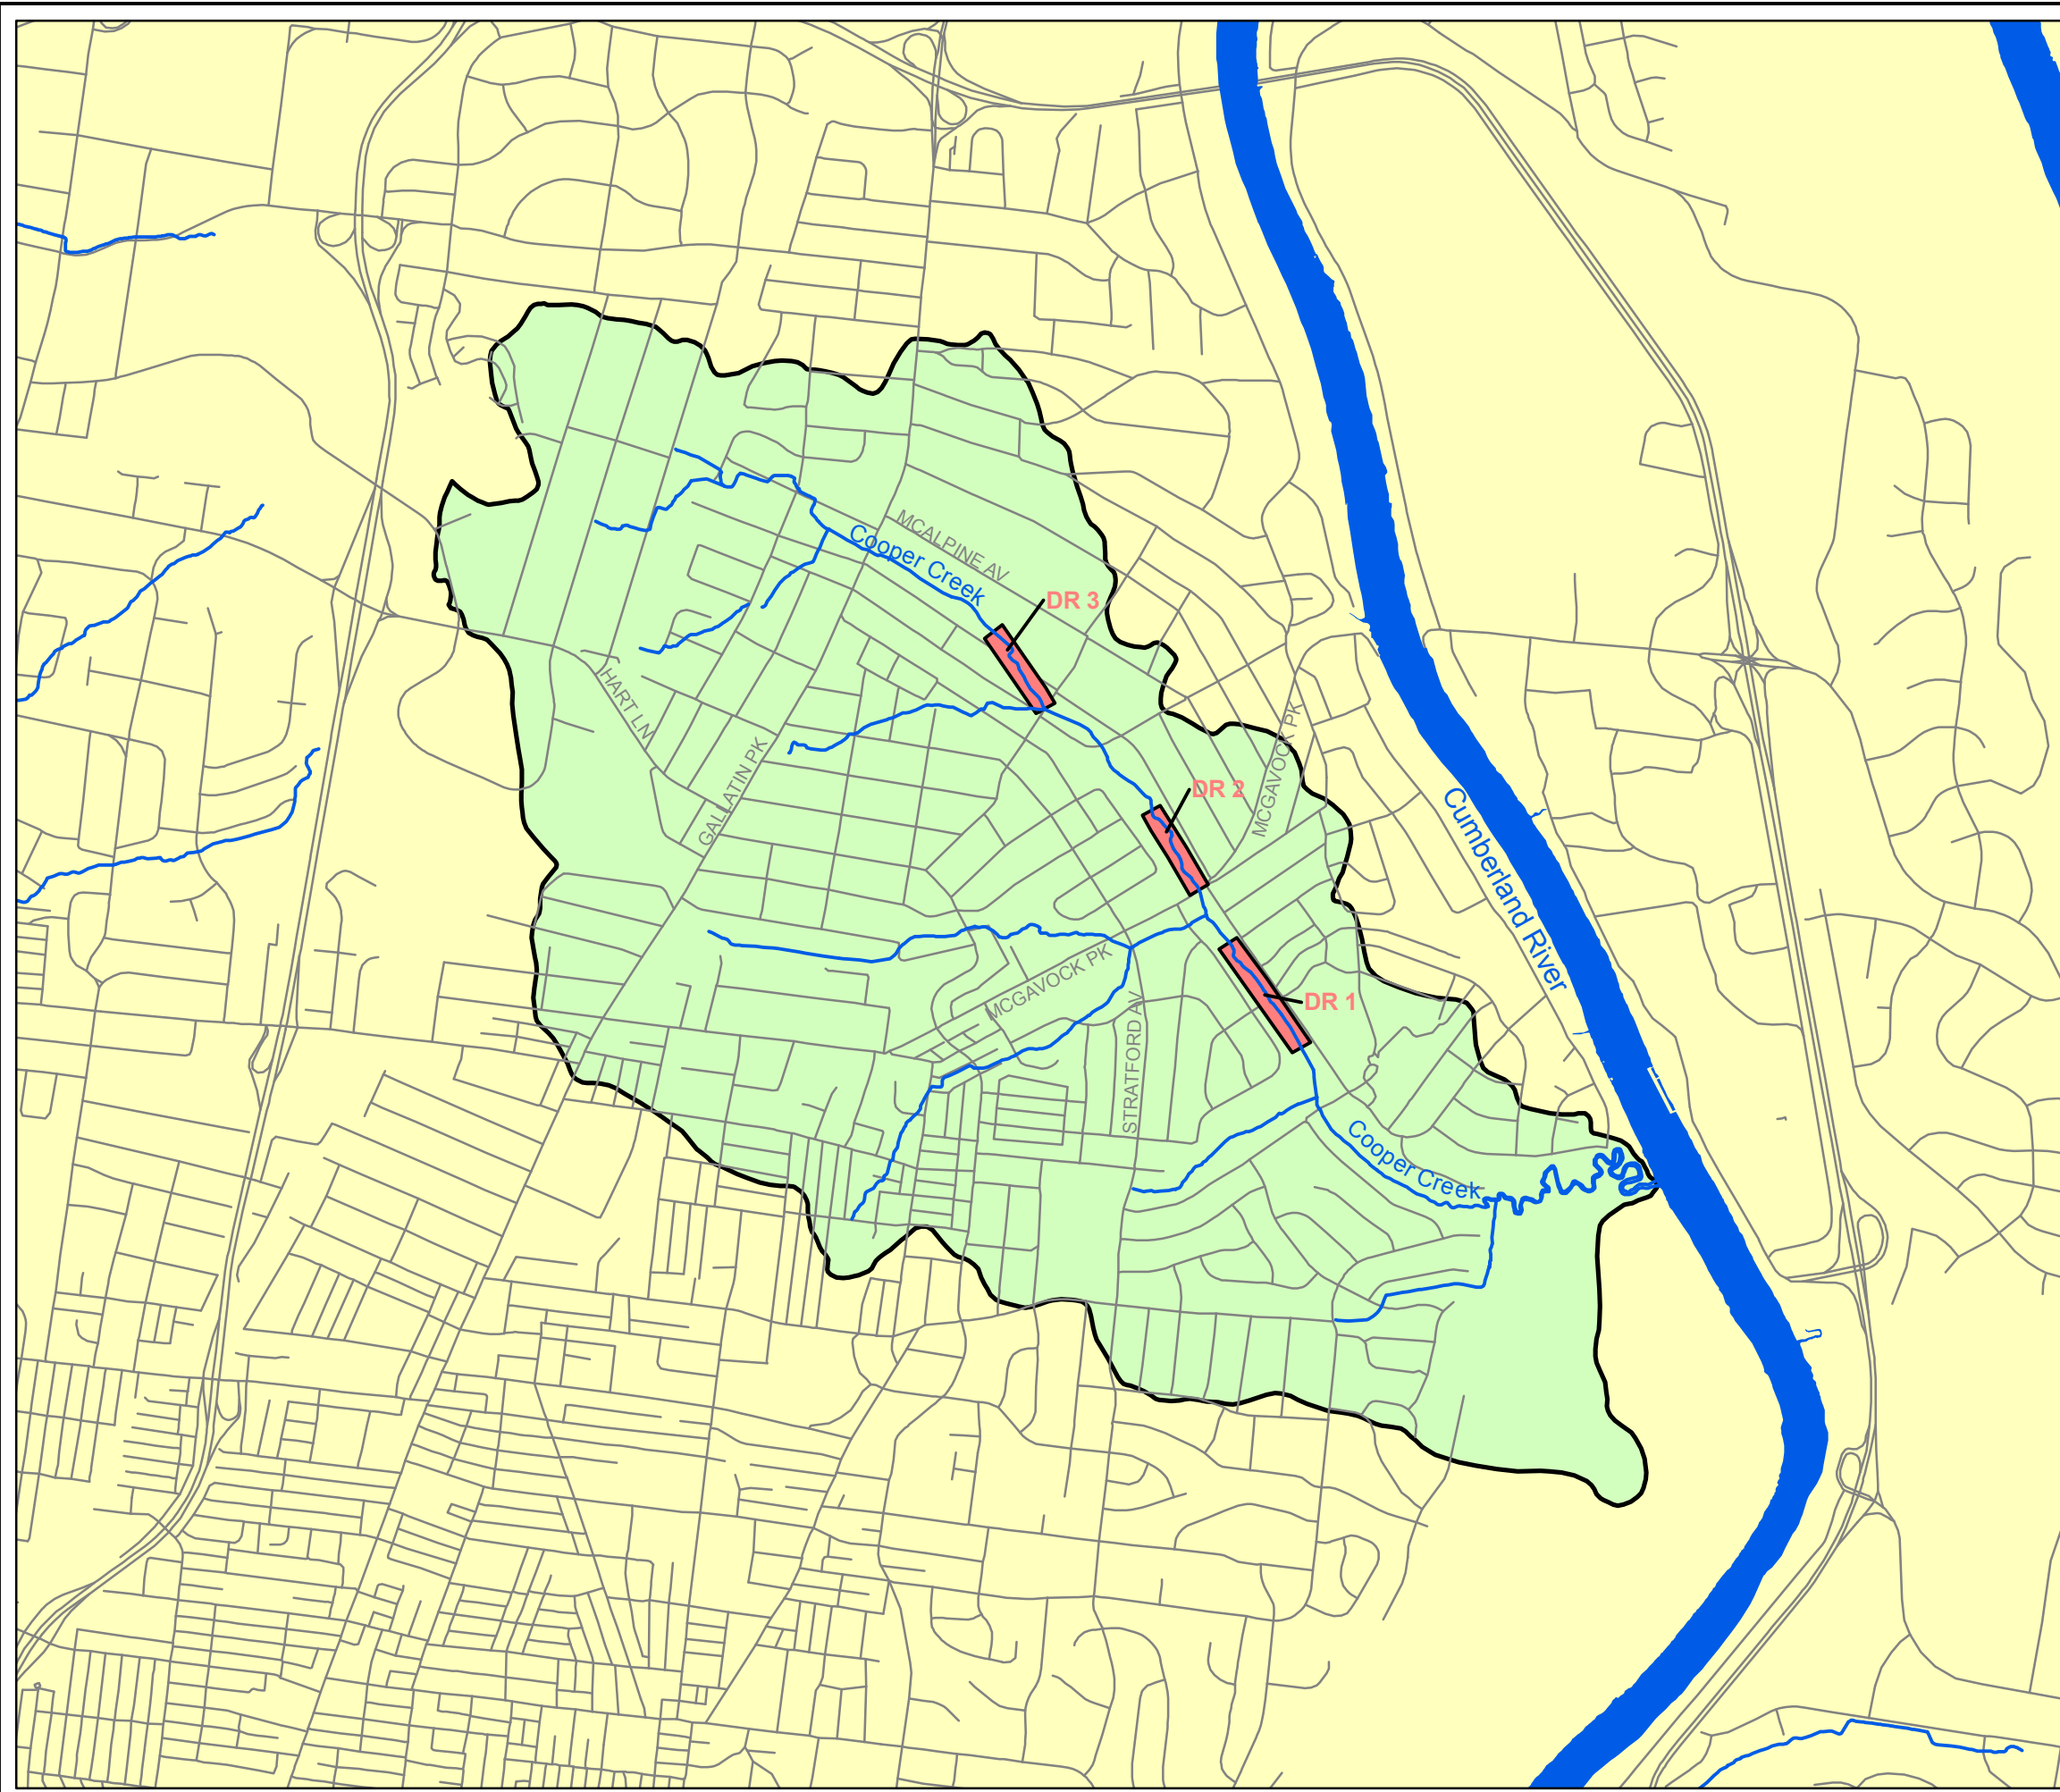 MCALPINE AV
Cooper Creek
DR 3
HART LN
GALLATIN PK
MCGAVOCK PK
DR 2
Cumberland River
MCGAVOCK PK
DR 1
STRATFORD AV
Cooper Creek